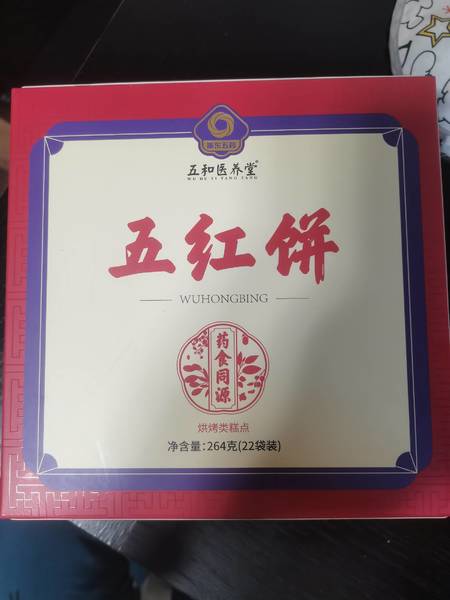 五和医养堂®
WU HE YI YANG TANG
五红饼
WUHONGBING
药食同源
烘烤类糕点
净含量:264克(22袋装)